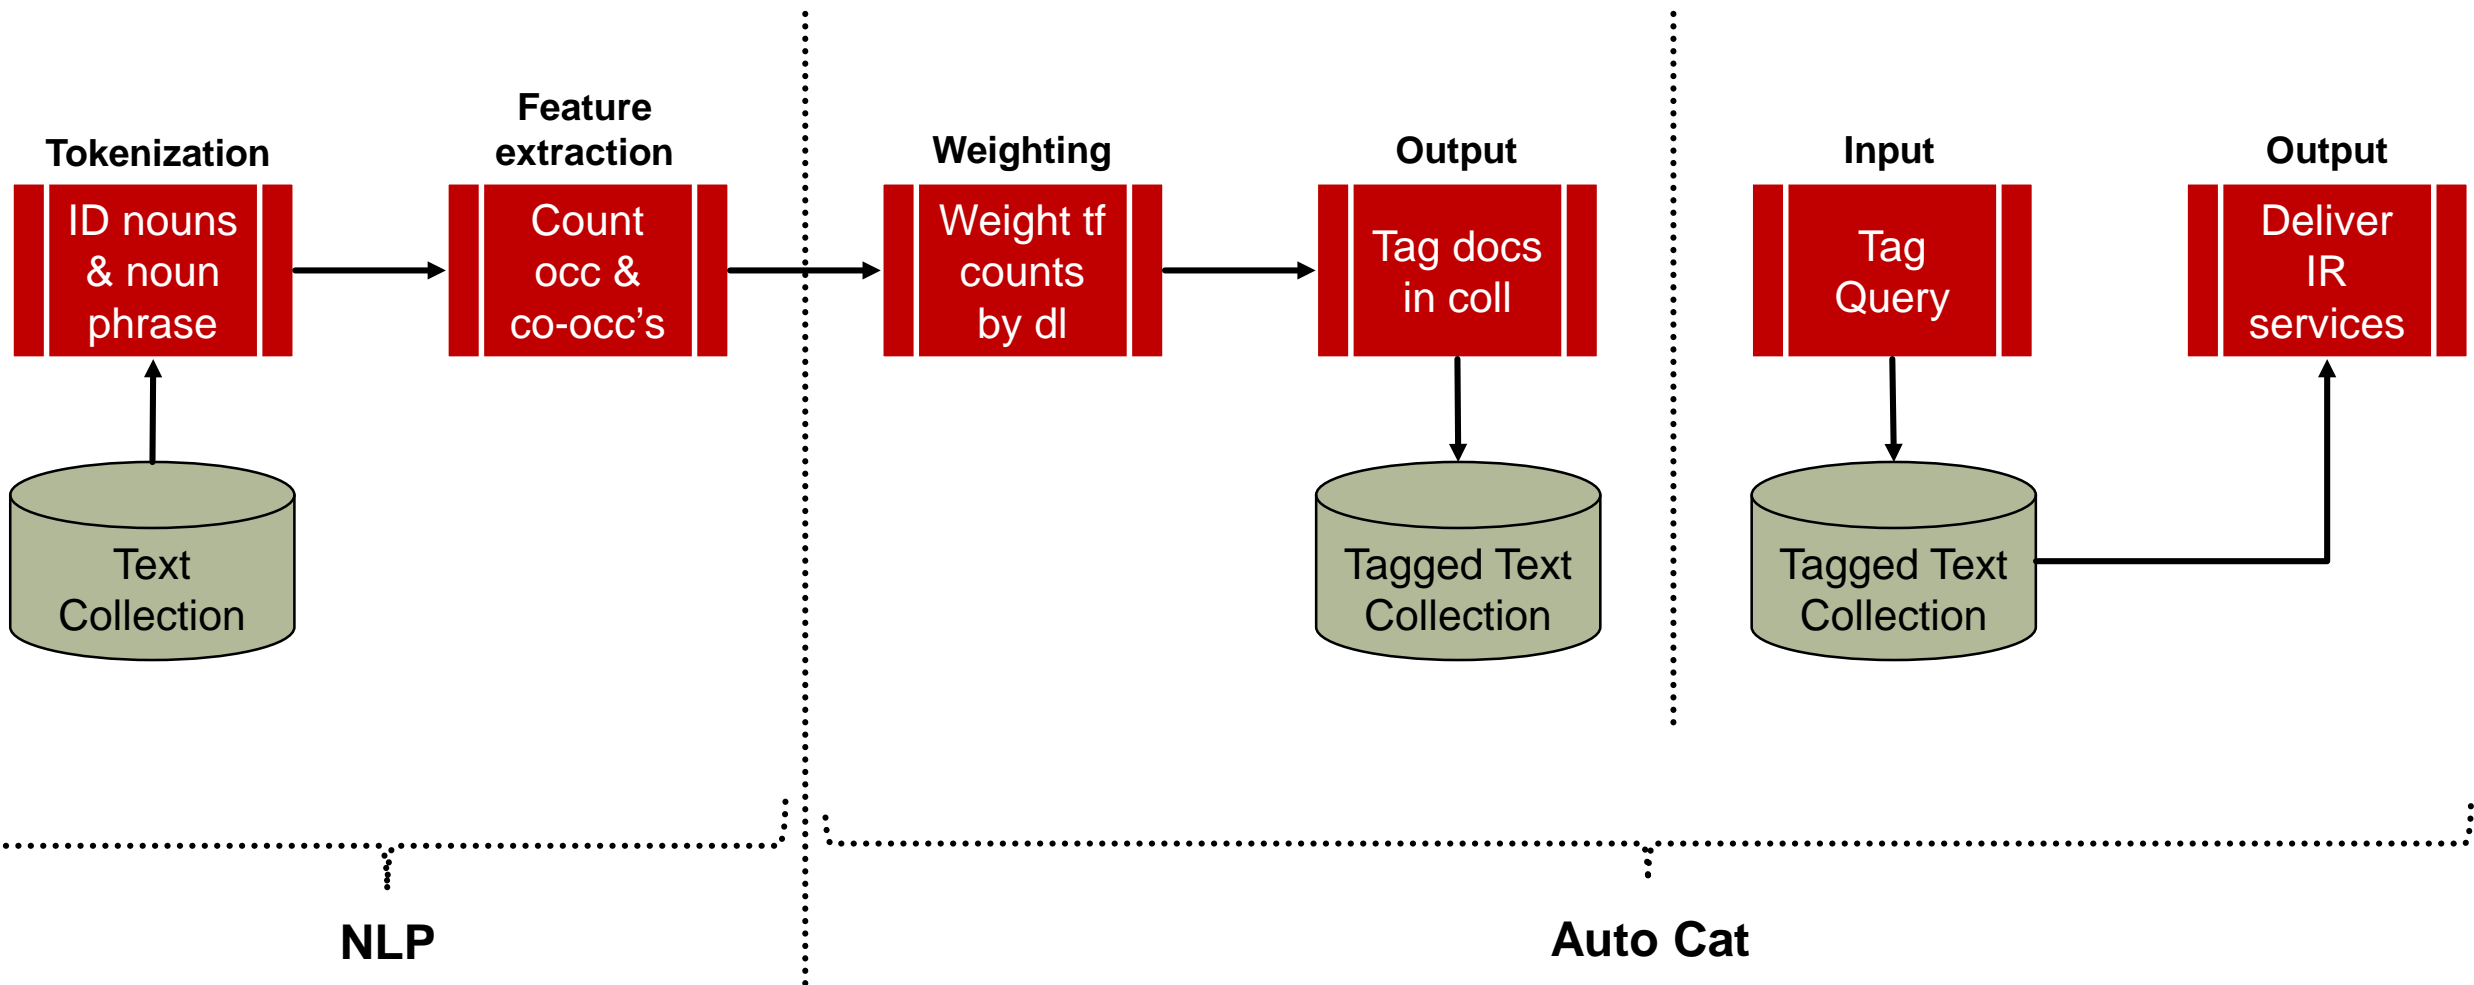 Tokenization
ID nouns
& noun
phrase
Text
Collection
Feature
extraction
Count
occ &
co-occ’s
Weighting
Weight tf
counts
by dl
Output
Tag docs
in coll
Tagged Text
Collection
Input
Tag
Query
Tagged Text
Collection
Output
Deliver
IR
services
NLP
Auto Cat